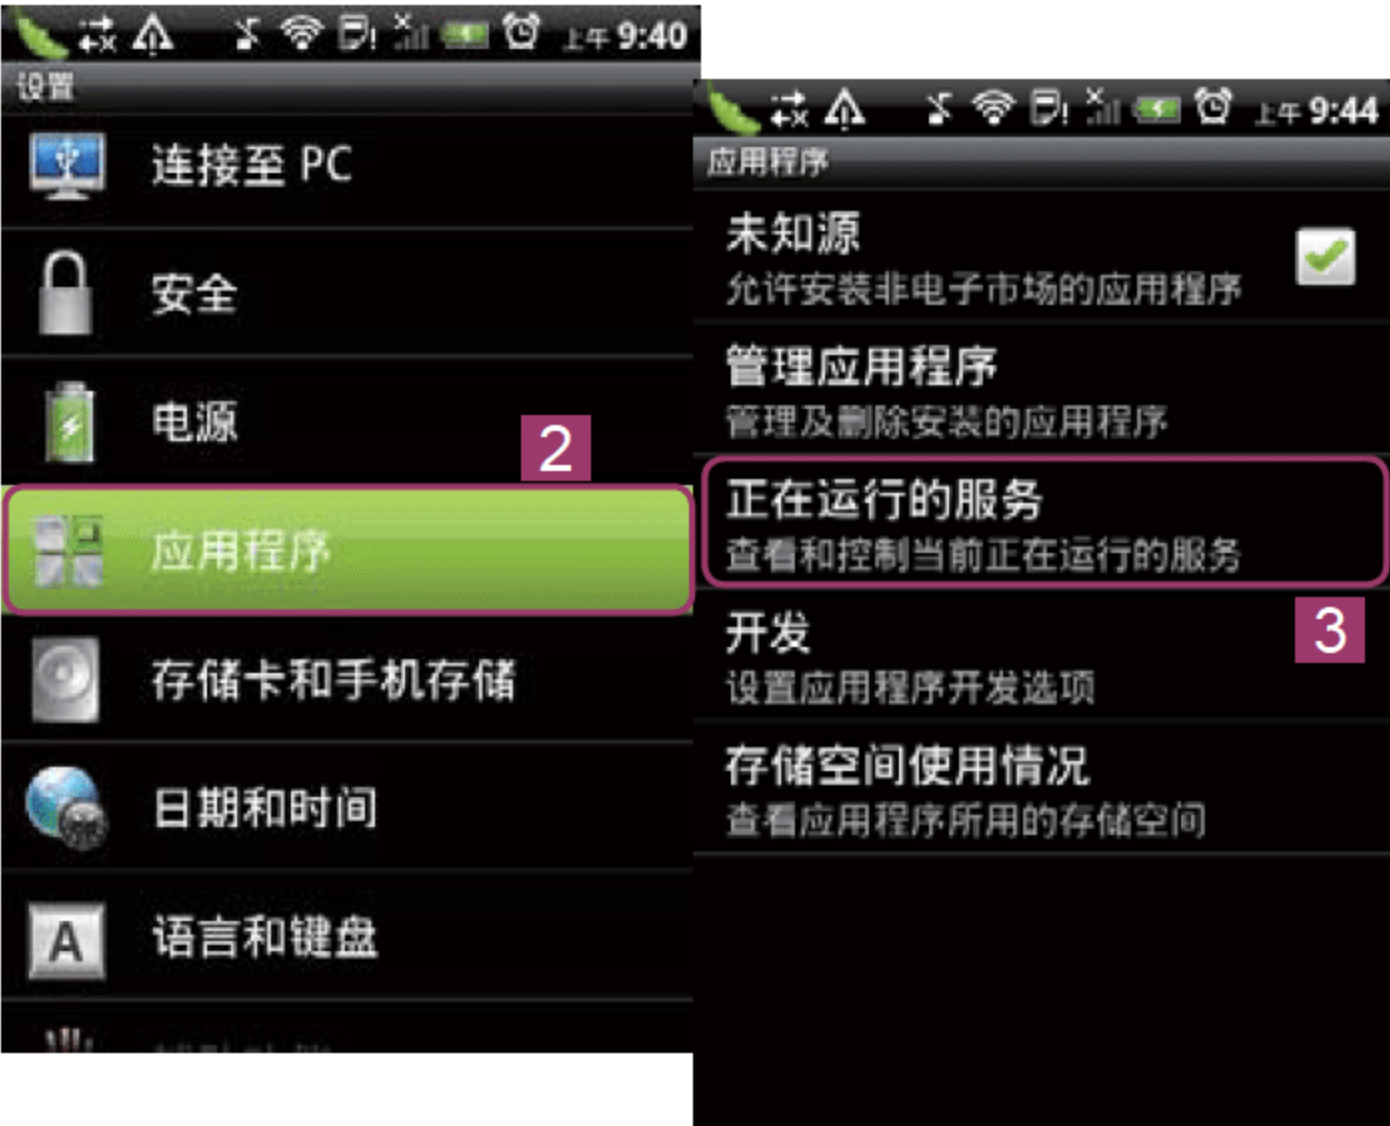 上午 9:40
设置
连接至 PC
安全
电源
2
应用程序
存储卡和手机存储
日期和时间
A
语言和键盘
上午 9:44
应用程序
未知源
允许安装非电子市场的应用程序
管理应用程序
管理及删除安装的应用程序
正在运行的服务
查看和控制当前正在运行的服务
3
开发
设置应用程序开发选项
存储空间使用情况
查看应用程序所用的存储空间